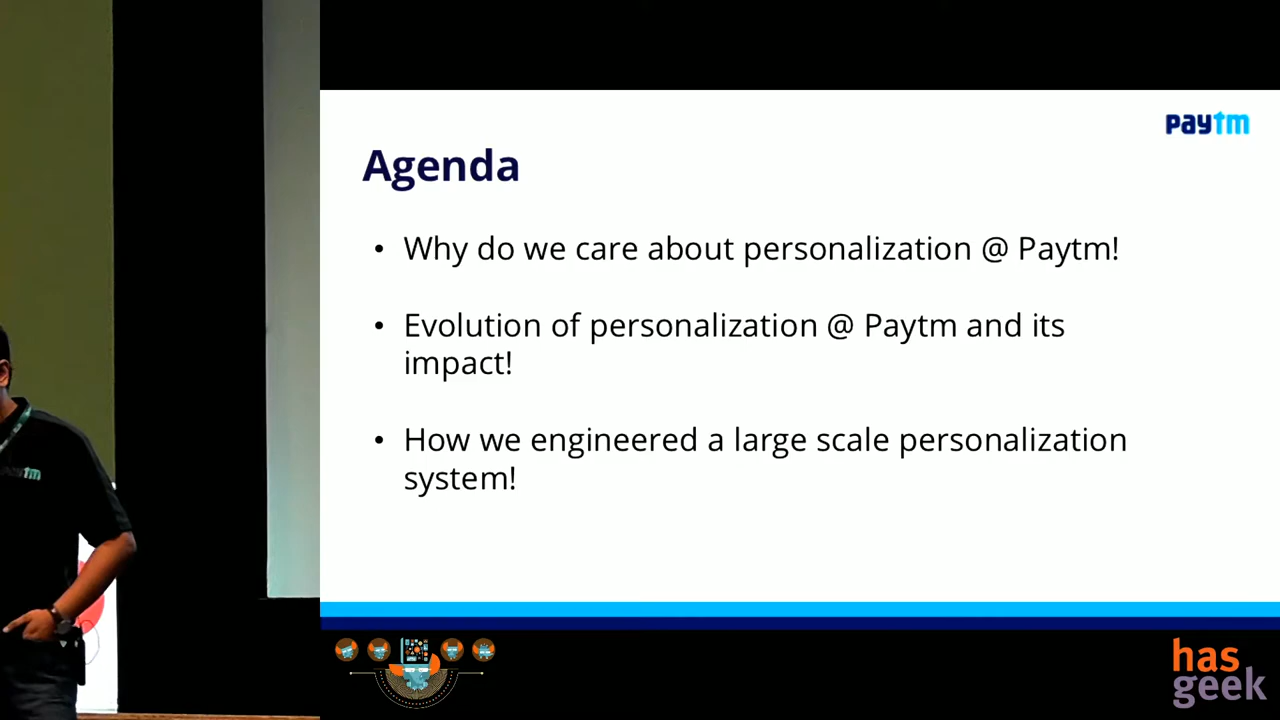 paytm
Agenda
• Why do we care about personalization @ Paytm!
• Evolution of personalization @ Paytm and its
impact!
• How we engineered a large scale personalization
system!
paytm
has
geek